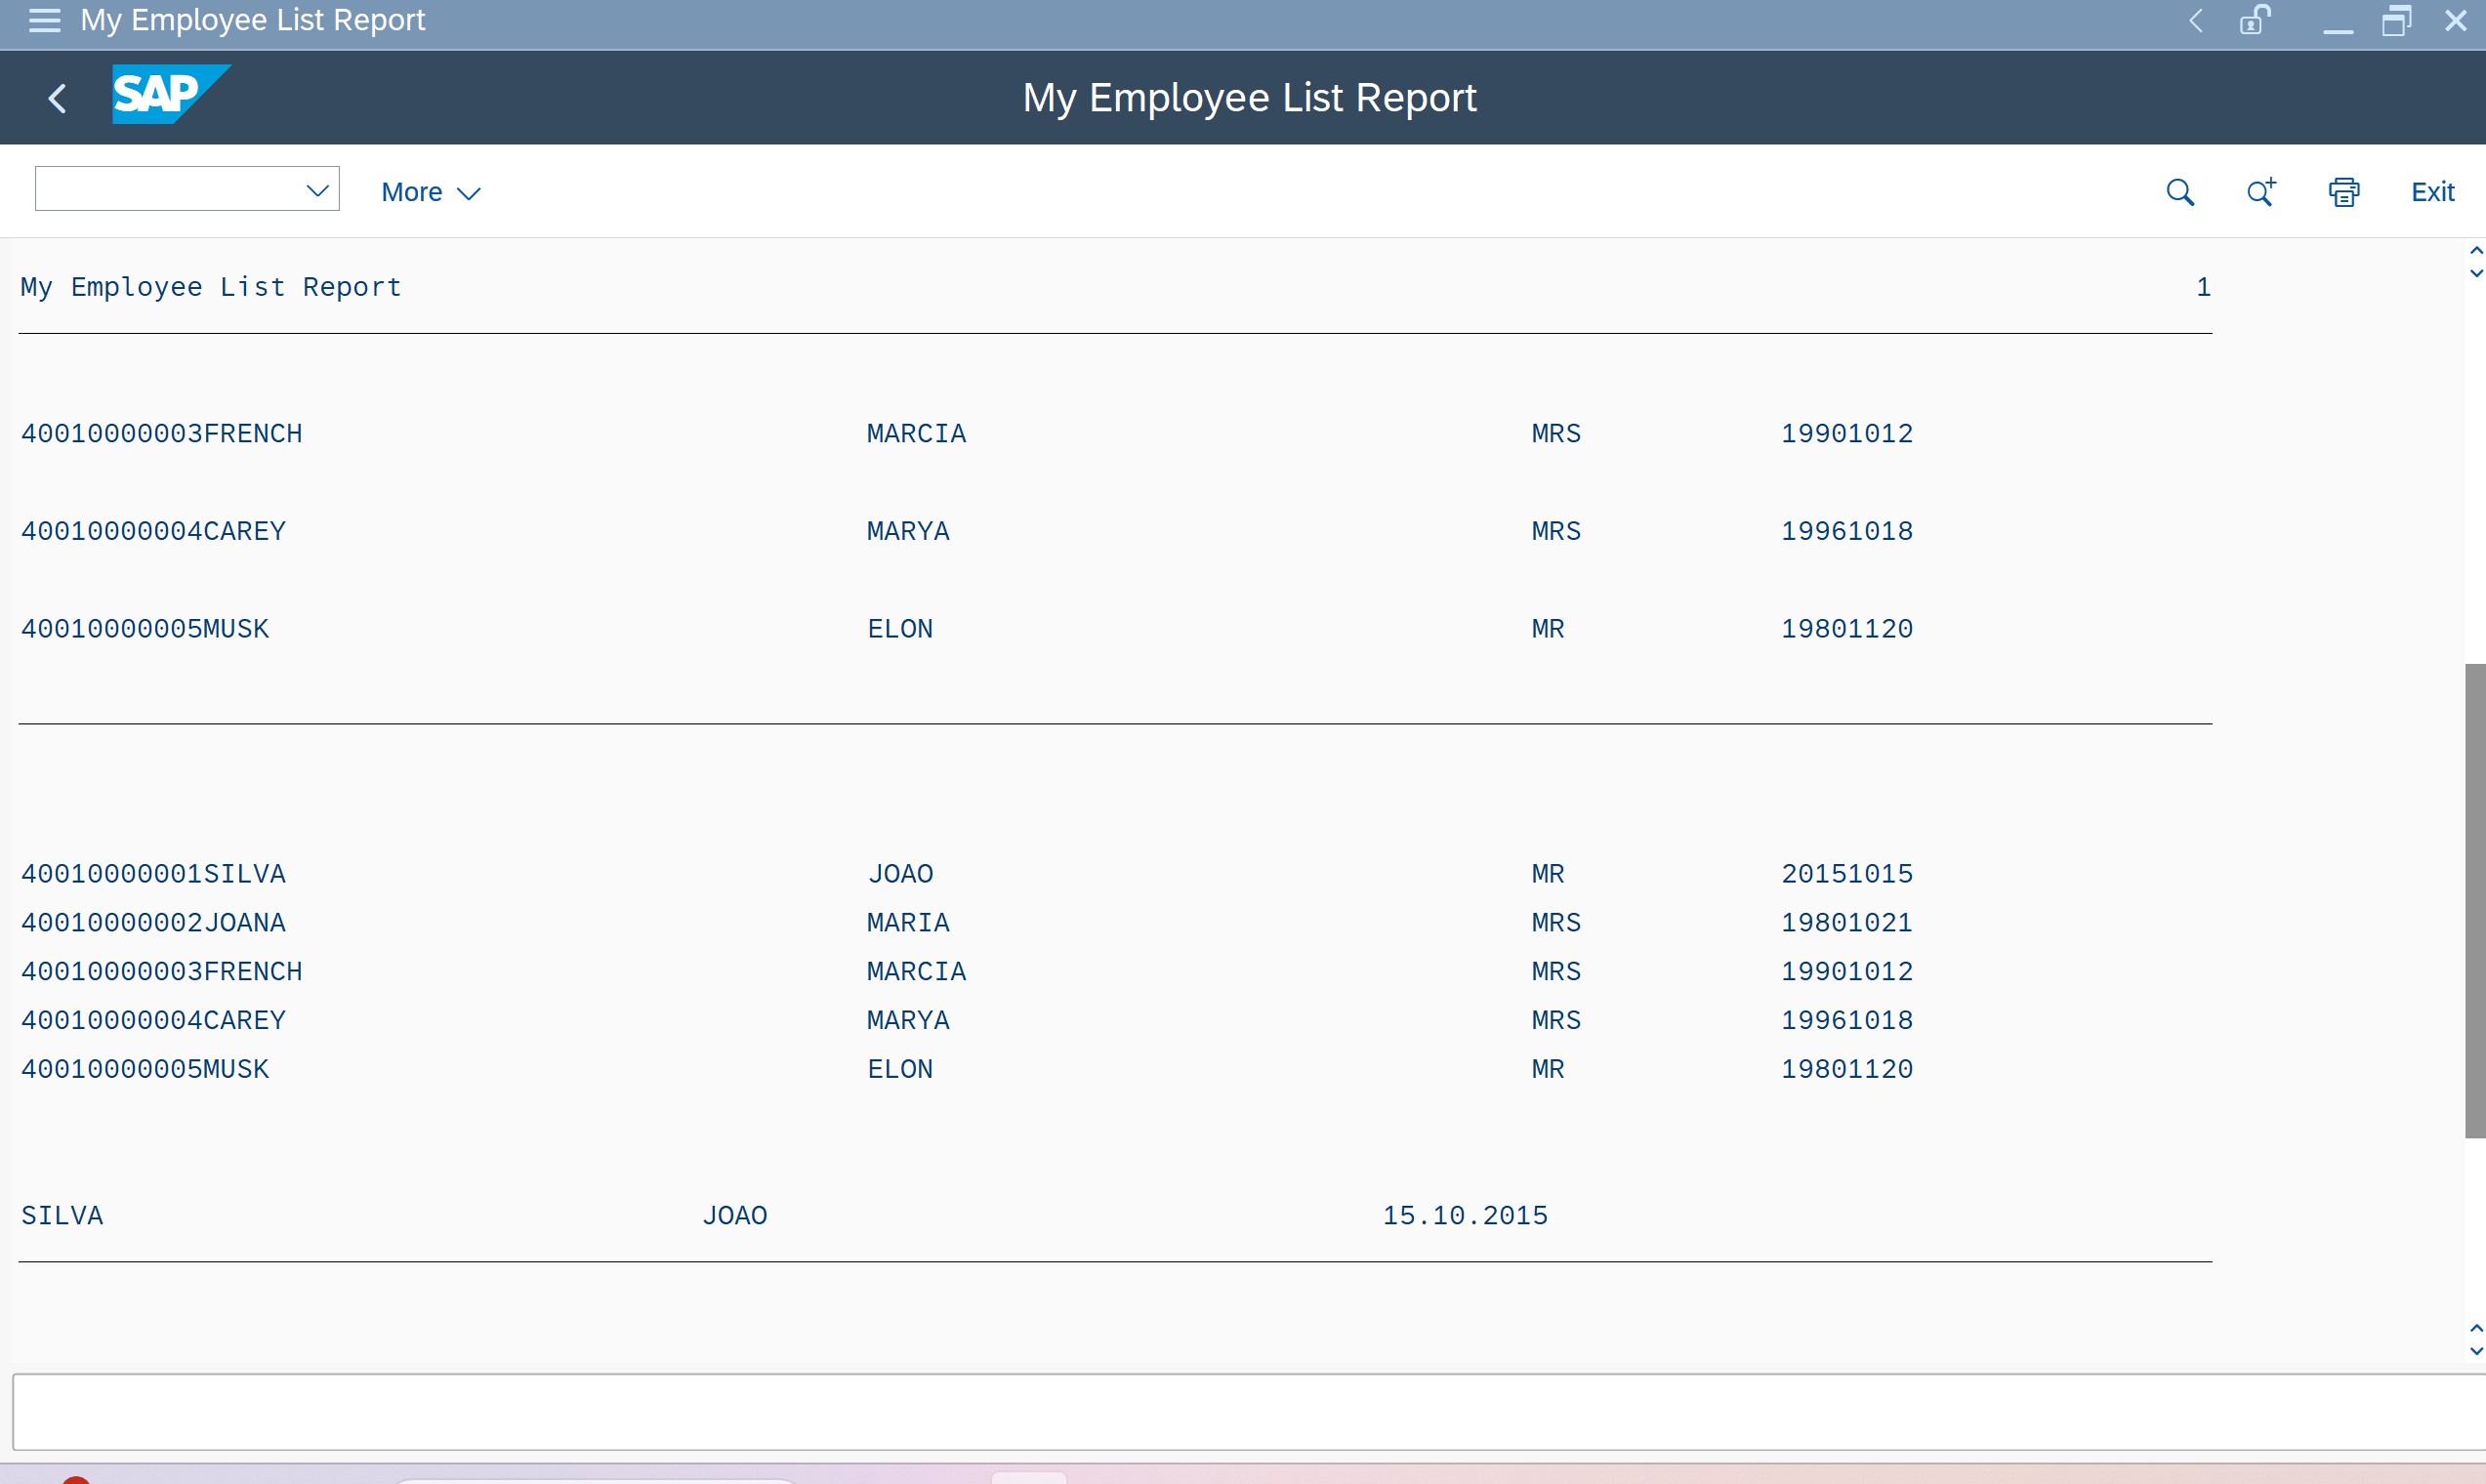 My Employee List Report
SAP My Employee List Report
More Exit
My Employee List Report 1
40010000003FRENCH MARCIA MRS 19901012
40010000004CAREY MARYA MRS 19961018
40010000005MUSK ELON MR 19801120
40010000001SILVA JOAO MR 20151015
40010000002JOANA MARIA MRS 19801021
40010000003FRENCH MARCIA MRS 19901012
40010000004CAREY MARYA MRS 19961018
40010000005MUSK ELON MR 19801120
SILVA JOAO 15.10.2015